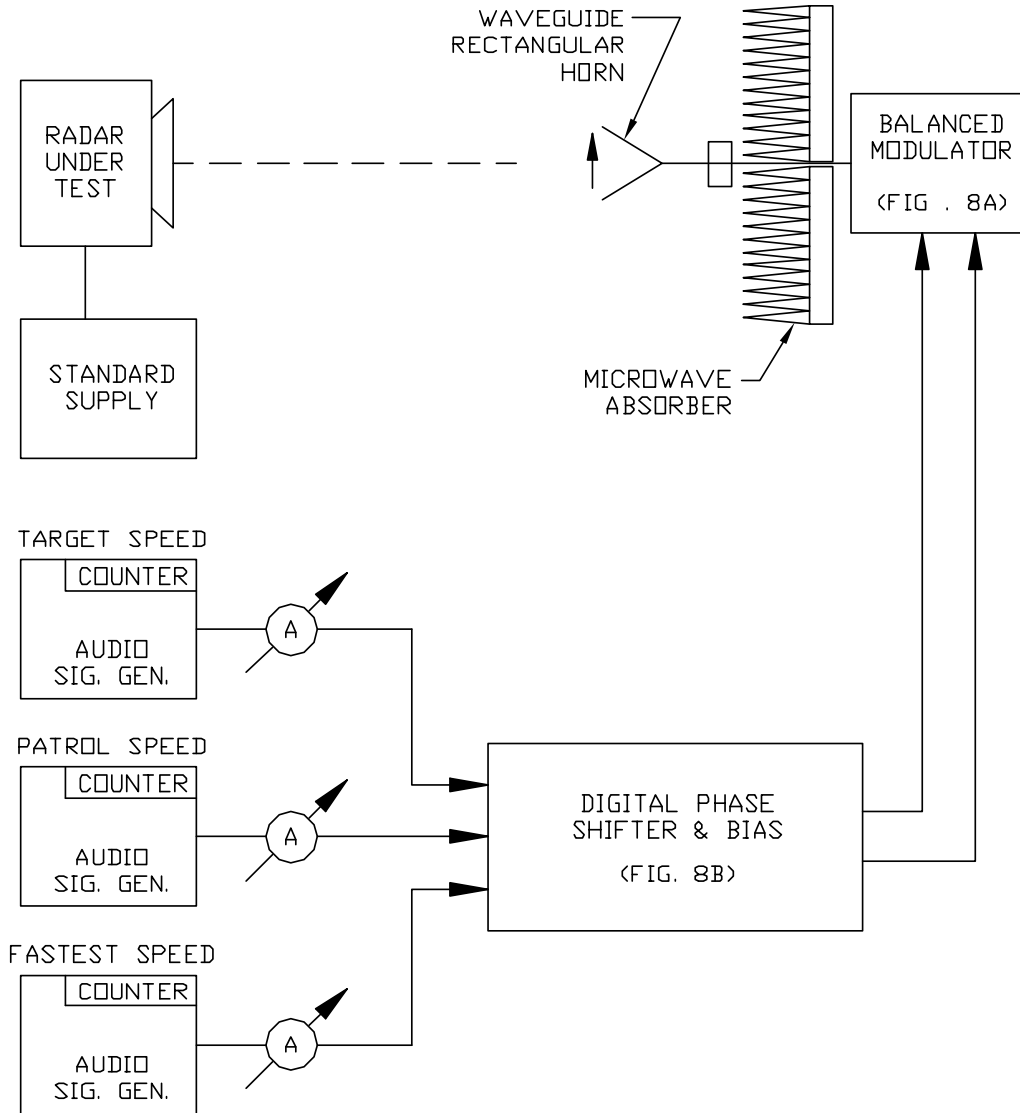 WAVEGUIDE
RECTANGULAR
HORN
RADAR
UNDER
TEST
BALANCED
MODULATOR
(FIG . 8A)
STANDARD
SUPPLY
MICROWAVE
ABSORBER
TARGET SPEED
COUNTER
A
AUDIO
SIG. GEN.
PATROL SPEED
COUNTER
A
AUDIO
SIG. GEN.
DIGITAL PHASE
SHIFTER & BIAS
(FIG. 8B)
FASTEST SPEED
COUNTER
A
AUDIO
SIG. GEN.